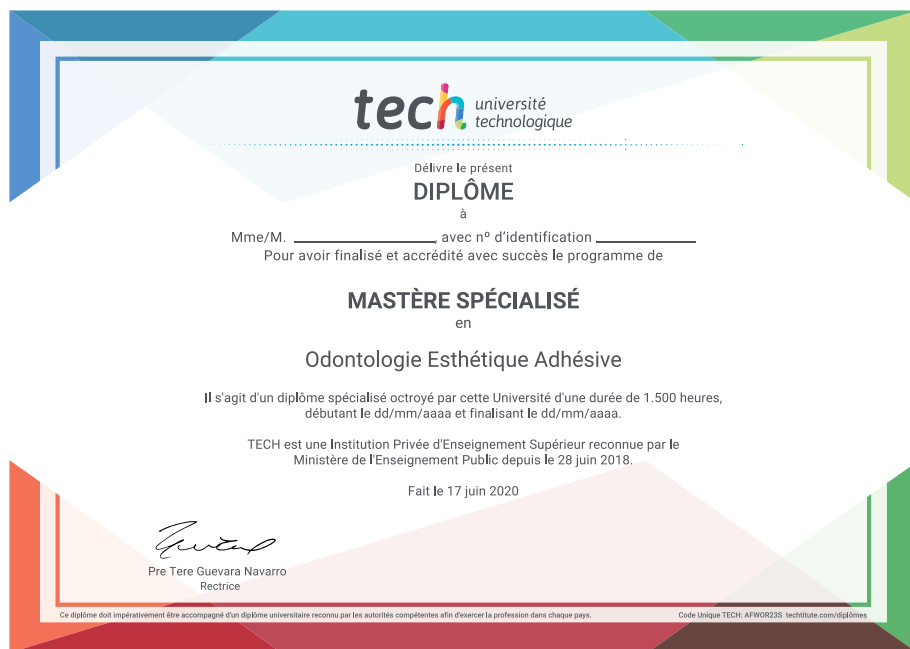 tech université
technologique
Délivre le présent
DIPLÔME
à
Mme/M. ____________, avec nº d'identification ____________
Pour avoir finalisé et accrédité avec succès le programme de
MASTÈRE SPÉCIALISÉ
en
Odontologie Esthétique Adhésive
Il s'agit d'un diplôme spécialisé octroyé par cette Université d'une durée de 1.500 heures,
débutant le dd/mm/aaaa et finalisant le dd/mm/aaaa.
TECH est une Institution Privée d'Enseignement Supérieur reconnue par le
Ministère de l'Enseignement Public depuis le 28 juin 2018.
Fait le 17 juin 2020
Pre Tere Guevara Navarro
Rectrice
Ce diplôme doit impérativement être accompagné d'un diplôme universitaire reconnu par les autorités compétentes afin d'exercer la profession dans chaque pays. Code Unique TECH: AFWOR23S techtitute.com/diplômes